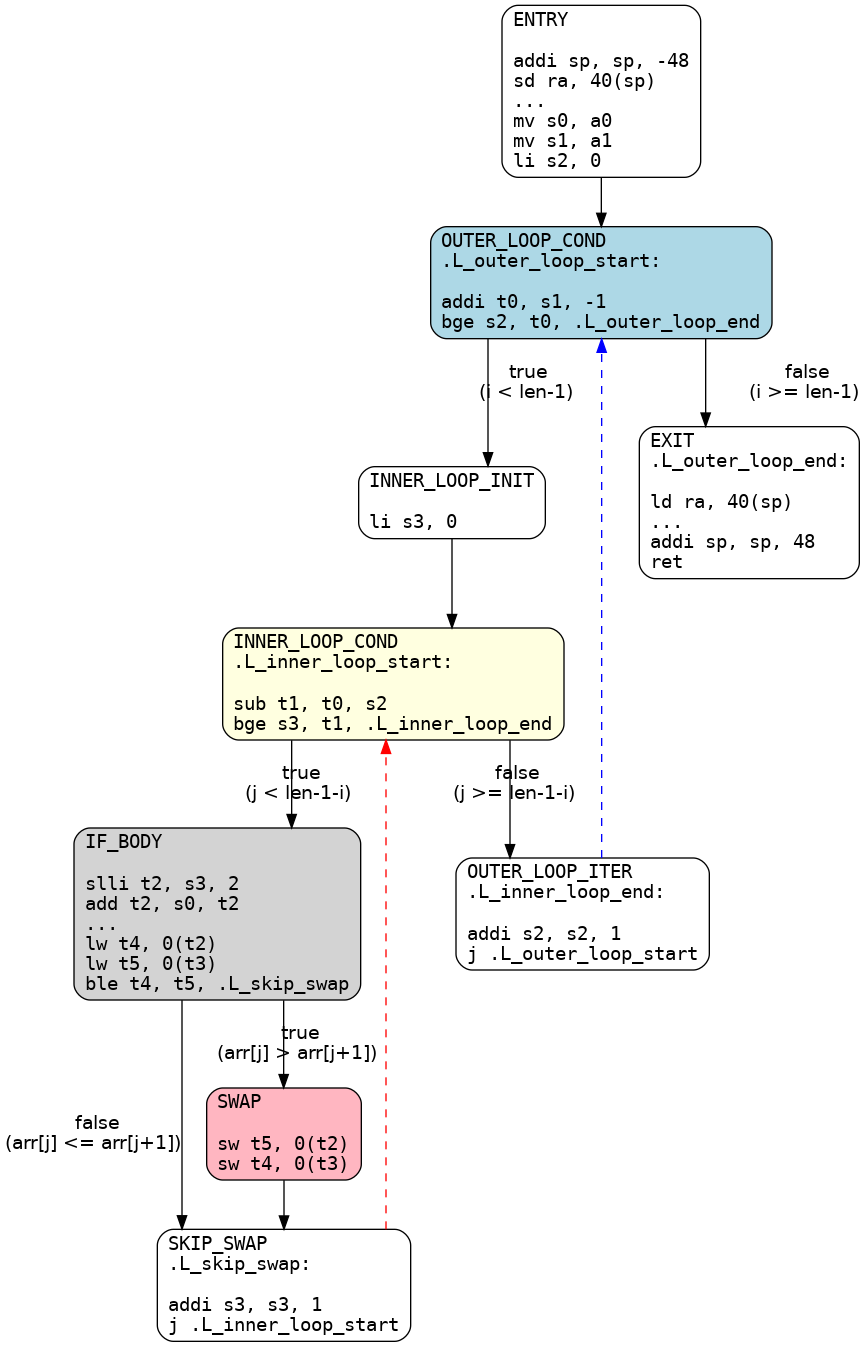 ENTRY
addi sp, sp, -48
sd ra, 40(sp)
...
mv s0, a0
mv s1, a1
li s2, 0
OUTER_LOOP_COND
.L_outer_loop_start:
addi t0, s1, -1
bge s2, t0, .L_outer_loop_end
true
(i < len-1)
false
(i >= len-1)
EXIT
.L_outer_loop_end:
ld ra, 40(sp)
...
addi sp, sp, 48
ret
INNER_LOOP_INIT
li s3, 0
INNER_LOOP_COND
.L_inner_loop_start:
sub t1, t0, s2
bge s3, t1, .L_inner_loop_end
true
(j < len-1-i)
false
(j >= len-1-i)
IF_BODY
slli t2, s3, 2
add t2, s0, t2
...
lw t4, 0(t2)
lw t5, 0(t3)
ble t4, t5, .L_skip_swap
OUTER_LOOP_ITER
.L_inner_loop_end:
addi s2, s2, 1
j .L_outer_loop_start
true
(arr[j] > arr[j+1])
false
(arr[j] <= arr[j+1])
SWAP
sw t5, 0(t2)
sw t4, 0(t3)
SKIP_SWAP
.L_skip_swap:
addi s3, s3, 1
j .L_inner_loop_start